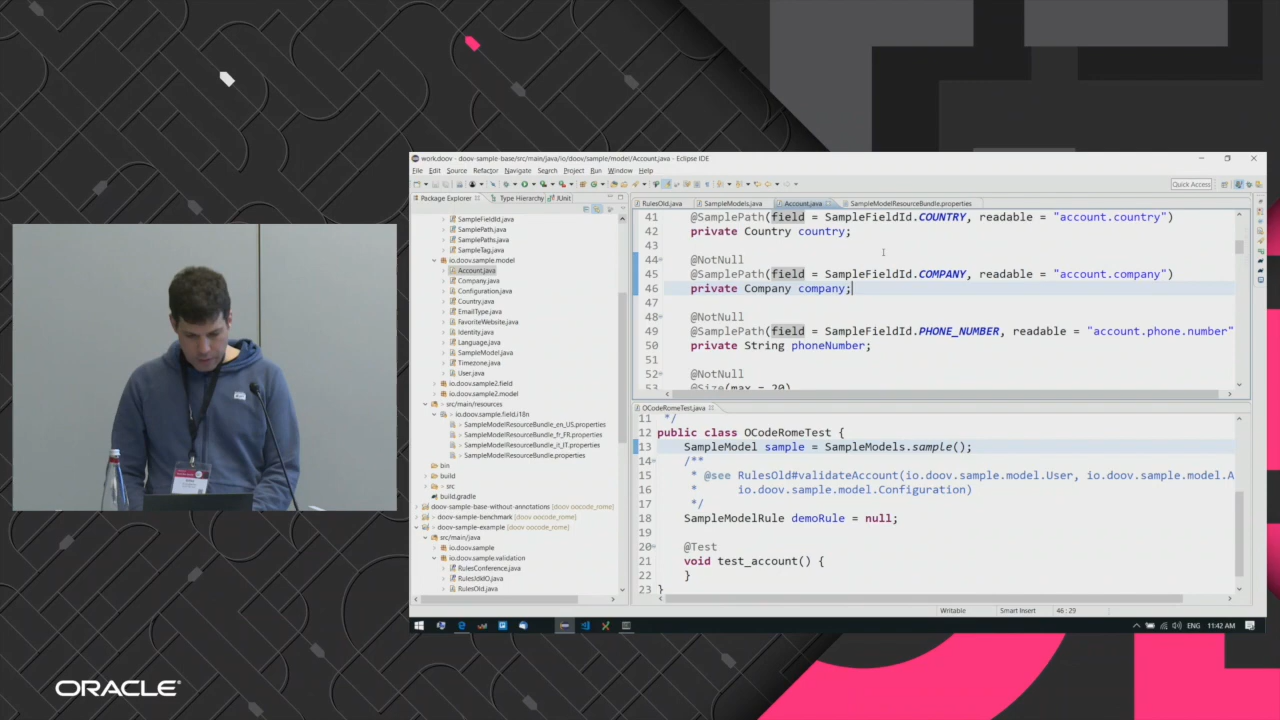 work.doov - doov-sample-base/src/main/java/io/doov/sample/model/Account.java - Eclipse IDE
File Edit Source Refactor Navigate Search Project Run Window Help
Quick Access
Package Explorer Type Hierarchy JUnit
SampleFieldId.java
SamplePath.java
SamplePaths.java
SampleTag.java
io.doov.sample.model
Account.java
Company.java
Configuration.java
Country.java
EmailType.java
FavoriteWebsite.java
Identity.java
Language.java
SampleModel.java
Timezone.java
User.java
io.doov.sample2.field
io.doov.sample2.model
src/main/resources
io.doov.sample.field.i18n
SampleModelResourceBundle_en_US.properties
SampleModelResourceBundle_fr_FR.properties
SampleModelResourceBundle_it_IT.properties
SampleModelResourceBundle.properties
bin
build
src
build.gradle
doov-sample-base-without-annotations [doov oocode_rome]
doov-sample-benchmark [doov oocode_rome]
doov-sample-example [doov oocode_rome]
src/main/java
io.doov.sample
io.doov.sample.validation
RulesConference.java
RulesJdkIO.java
RulesOld.java
RulesOld.java SampleModels.java Account.java SampleModelResourceBundle.properties
41 @SamplePath(field = SampleFieldId.COUNTRY, readable = "account.country")
42 private Country country;
43
44 @NotNull
45 @SamplePath(field = SampleFieldId.COMPANY, readable = "account.company")
46 private Company company;
47
48 @NotNull
49 @SamplePath(field = SampleFieldId.PHONE_NUMBER, readable = "account.phone.number"
50 private String phoneNumber;
51
52 @NotNull
53 @Size(max = 20)
OCodeRomeTest.java
11 */
12 public class OCodeRomeTest {
13 SampleModel sample = SampleModels.sample();
14 /**
15 * @see RulesOld#validateAccount(io.doov.sample.model.User, io.doov.sample.model.A
16 * io.doov.sample.model.Configuration)
17 */
18 SampleModelRule demoRule = null;
19
20 @Test
21 void test_account() {
22 }
23 }
Writable Smart Insert 46 : 29
ENG 11:42 AM
ORACLE